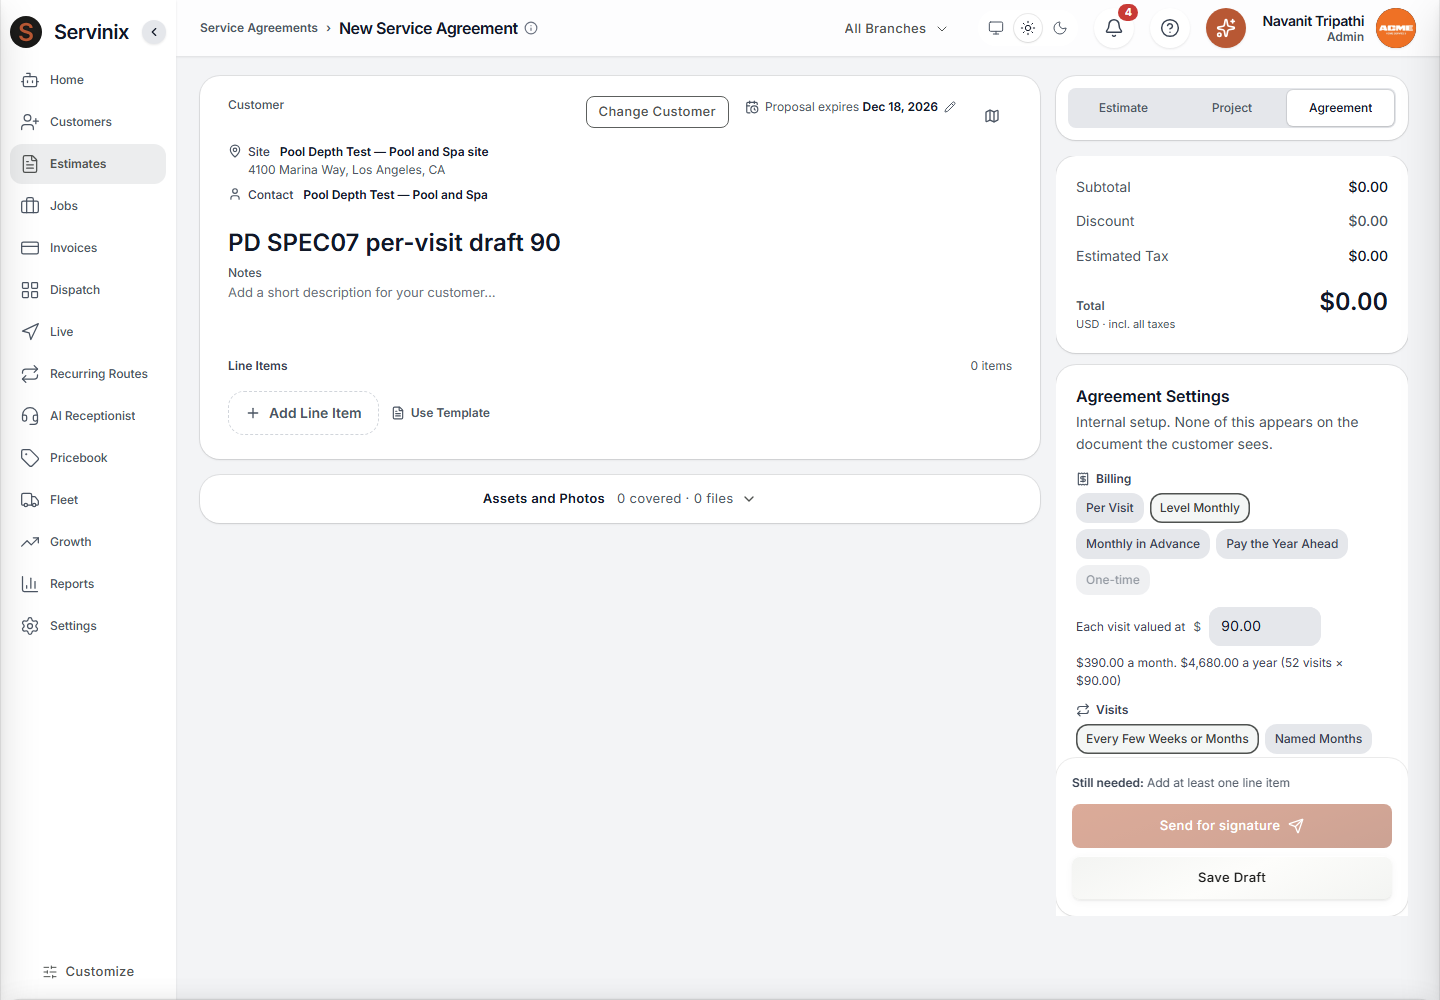 S Servinix
Home
Customers
Estimates
Jobs
Invoices
Dispatch
Live
Recurring Routes
AI Receptionist
Pricebook
Fleet
Growth
Reports
Settings
Customize
Service Agreements › New Service Agreement
All Branches
4
Navanit Tripathi
Admin
ACME
Customer
Change Customer
Proposal expires Dec 18, 2026
Site Pool Depth Test — Pool and Spa site
4100 Marina Way, Los Angeles, CA
Contact Pool Depth Test — Pool and Spa
PD SPEC07 per-visit draft 90
Notes
Add a short description for your customer...
Line Items 0 items
+ Add Line Item Use Template
Assets and Photos 0 covered · 0 files
Estimate Project Agreement
Subtotal $0.00
Discount $0.00
Estimated Tax $0.00
Total $0.00
USD · incl. all taxes
Agreement Settings
Internal setup. None of this appears on the
document the customer sees.
Billing
Per Visit Level Monthly
Monthly in Advance Pay the Year Ahead
One-time
Each visit valued at $ 90.00
$390.00 a month. $4,680.00 a year (52 visits ×
$90.00)
Visits
Every Few Weeks or Months Named Months
Still needed: Add at least one line item
Send for signature
Save Draft